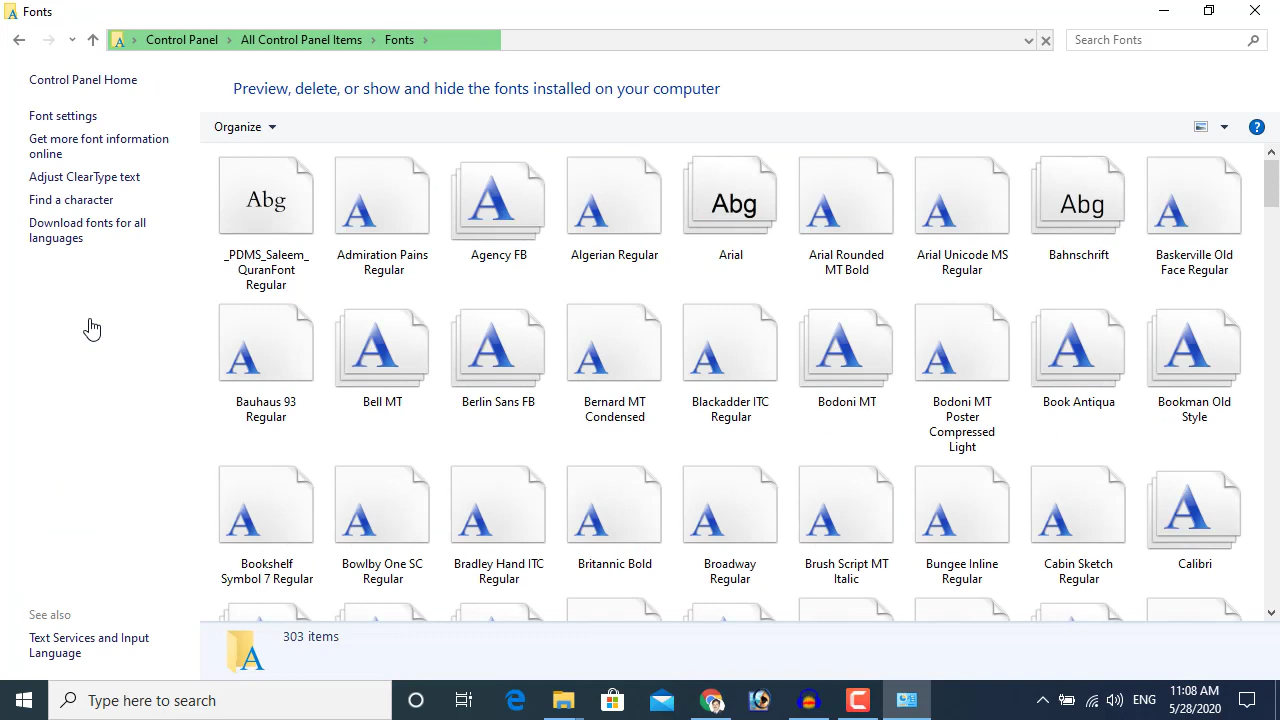 Fonts
Control Panel
All Control Panel Items
Fonts
Search Fonts
Control Panel Home
Font settings
Get more font information
online
Adjust ClearType text
Find a character
Download fonts for all
languages
See also
Text Services and Input
Language
Preview, delete, or show and hide the fonts installed on your computer
Organize
Abg
_PDMS_Saleem_
QuranFont
Regular
A
Admiration Pains
Regular
A
Agency FB
A
Algerian Regular
Abg
Arial
A
Arial Rounded
MT Bold
A
Arial Unicode MS
Regular
Abg
Bahnschrift
A
Baskerville Old
Face Regular
A
Bauhaus 93
Regular
A
Bell MT
A
Berlin Sans FB
A
Bernard MT
Condensed
A
Blackadder ITC
Regular
A
Bodoni MT
A
Bodoni MT
Poster
Compressed
Light
A
Book Antiqua
A
Bookman Old
Style
A
Bookshelf
Symbol 7 Regular
A
Bowlby One SC
Regular
A
Bradley Hand ITC
Regular
A
Britannic Bold
A
Broadway
Regular
A
Brush Script MT
Italic
A
Bungee Inline
Regular
A
Cabin Sketch
Regular
A
Calibri
303 items
Type here to search
ENG
11:08 AM
5/28/2020